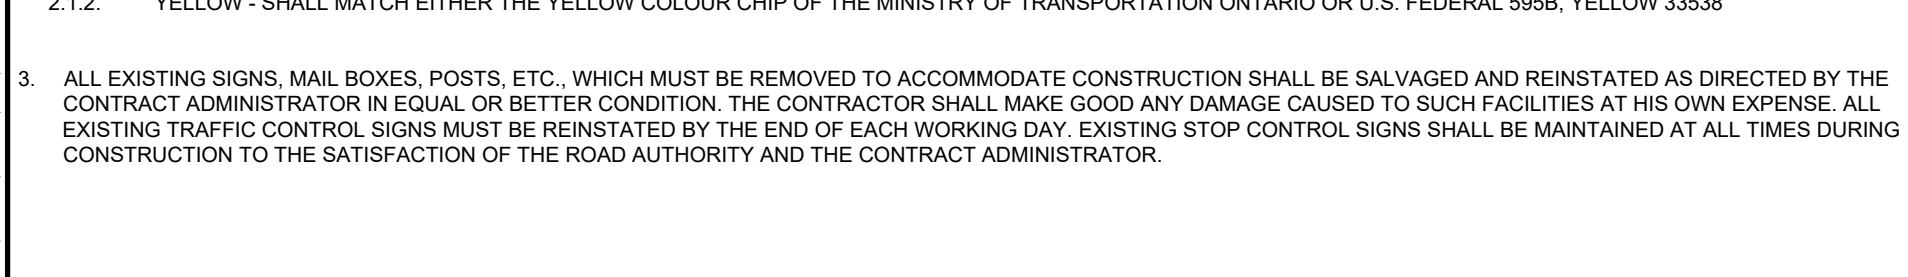 2.1.2. YELLOW - SHALL MATCH EITHER THE YELLOW COLOUR CHIP OF THE MINISTRY OF TRANSPORTATION ONTARIO OR U.S. FEDERAL 595B, YELLOW 33538
3. ALL EXISTING SIGNS, MAIL BOXES, POSTS, ETC., WHICH MUST BE REMOVED TO ACCOMMODATE CONSTRUCTION SHALL BE SALVAGED AND REINSTATED AS DIRECTED BY THE
CONTRACT ADMINISTRATOR IN EQUAL OR BETTER CONDITION. THE CONTRACTOR SHALL MAKE GOOD ANY DAMAGE CAUSED TO SUCH FACILITIES AT HIS OWN EXPENSE. ALL
EXISTING TRAFFIC CONTROL SIGNS MUST BE REINSTATED BY THE END OF EACH WORKING DAY. EXISTING STOP CONTROL SIGNS SHALL BE MAINTAINED AT ALL TIMES DURING
CONSTRUCTION TO THE SATISFACTION OF THE ROAD AUTHORITY AND THE CONTRACT ADMINISTRATOR.